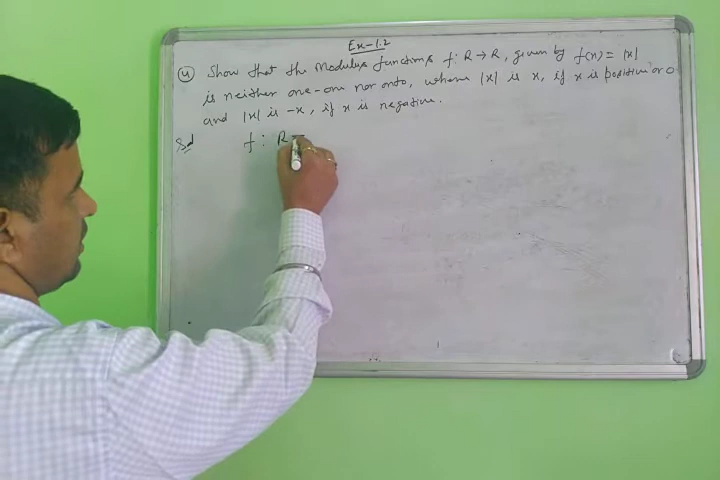 Ex-1.2
4 Show that the Modulus functions f: R → R, given by f(x) = |x|
is neither one-one nor onto, where |x| is x, if x is positive or 0
and |x| is -x, if x is negative.
Sol f: R